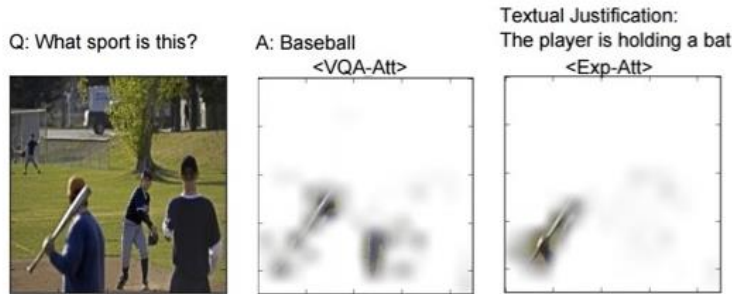 Q: What sport is this?
A: Baseball
<VQA-Att>
Textual Justification:
The player is holding a bat
<Exp-Att>